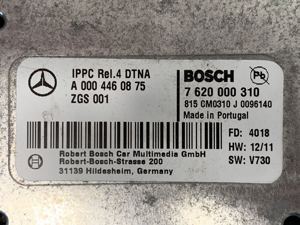 IPPC Rel.4 DTNA
A 000 446 08 75
ZGS 001
BOSCH
Pb
7 620 000 310
815 CM0310 J 0096140
Made in Portugal
FD: 4018
HW: 12/11
SW: V730
Robert Bosch Car Multimedia GmbH
Robert-Bosch-Strasse 200
31139 Hildesheim, Germany